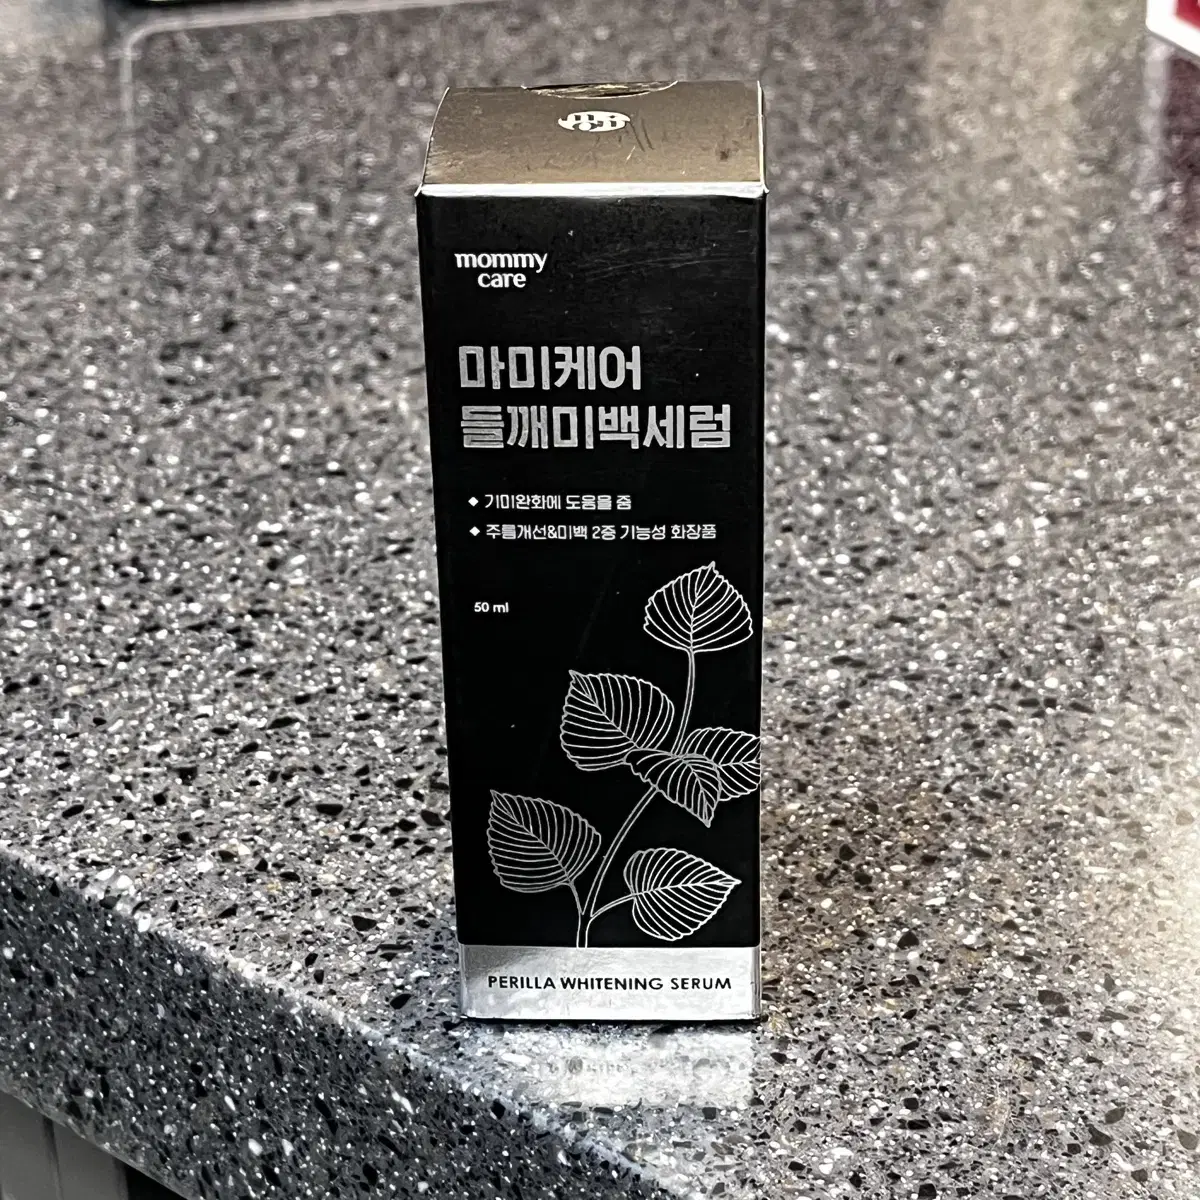 mommy
care
마미케어
들깨미백세럼
◆ 기미완화에 도움을 줌
◆ 주름개선&미백 2중 기능성 화장품
50 ml
PERILLA WHITENING SERUM